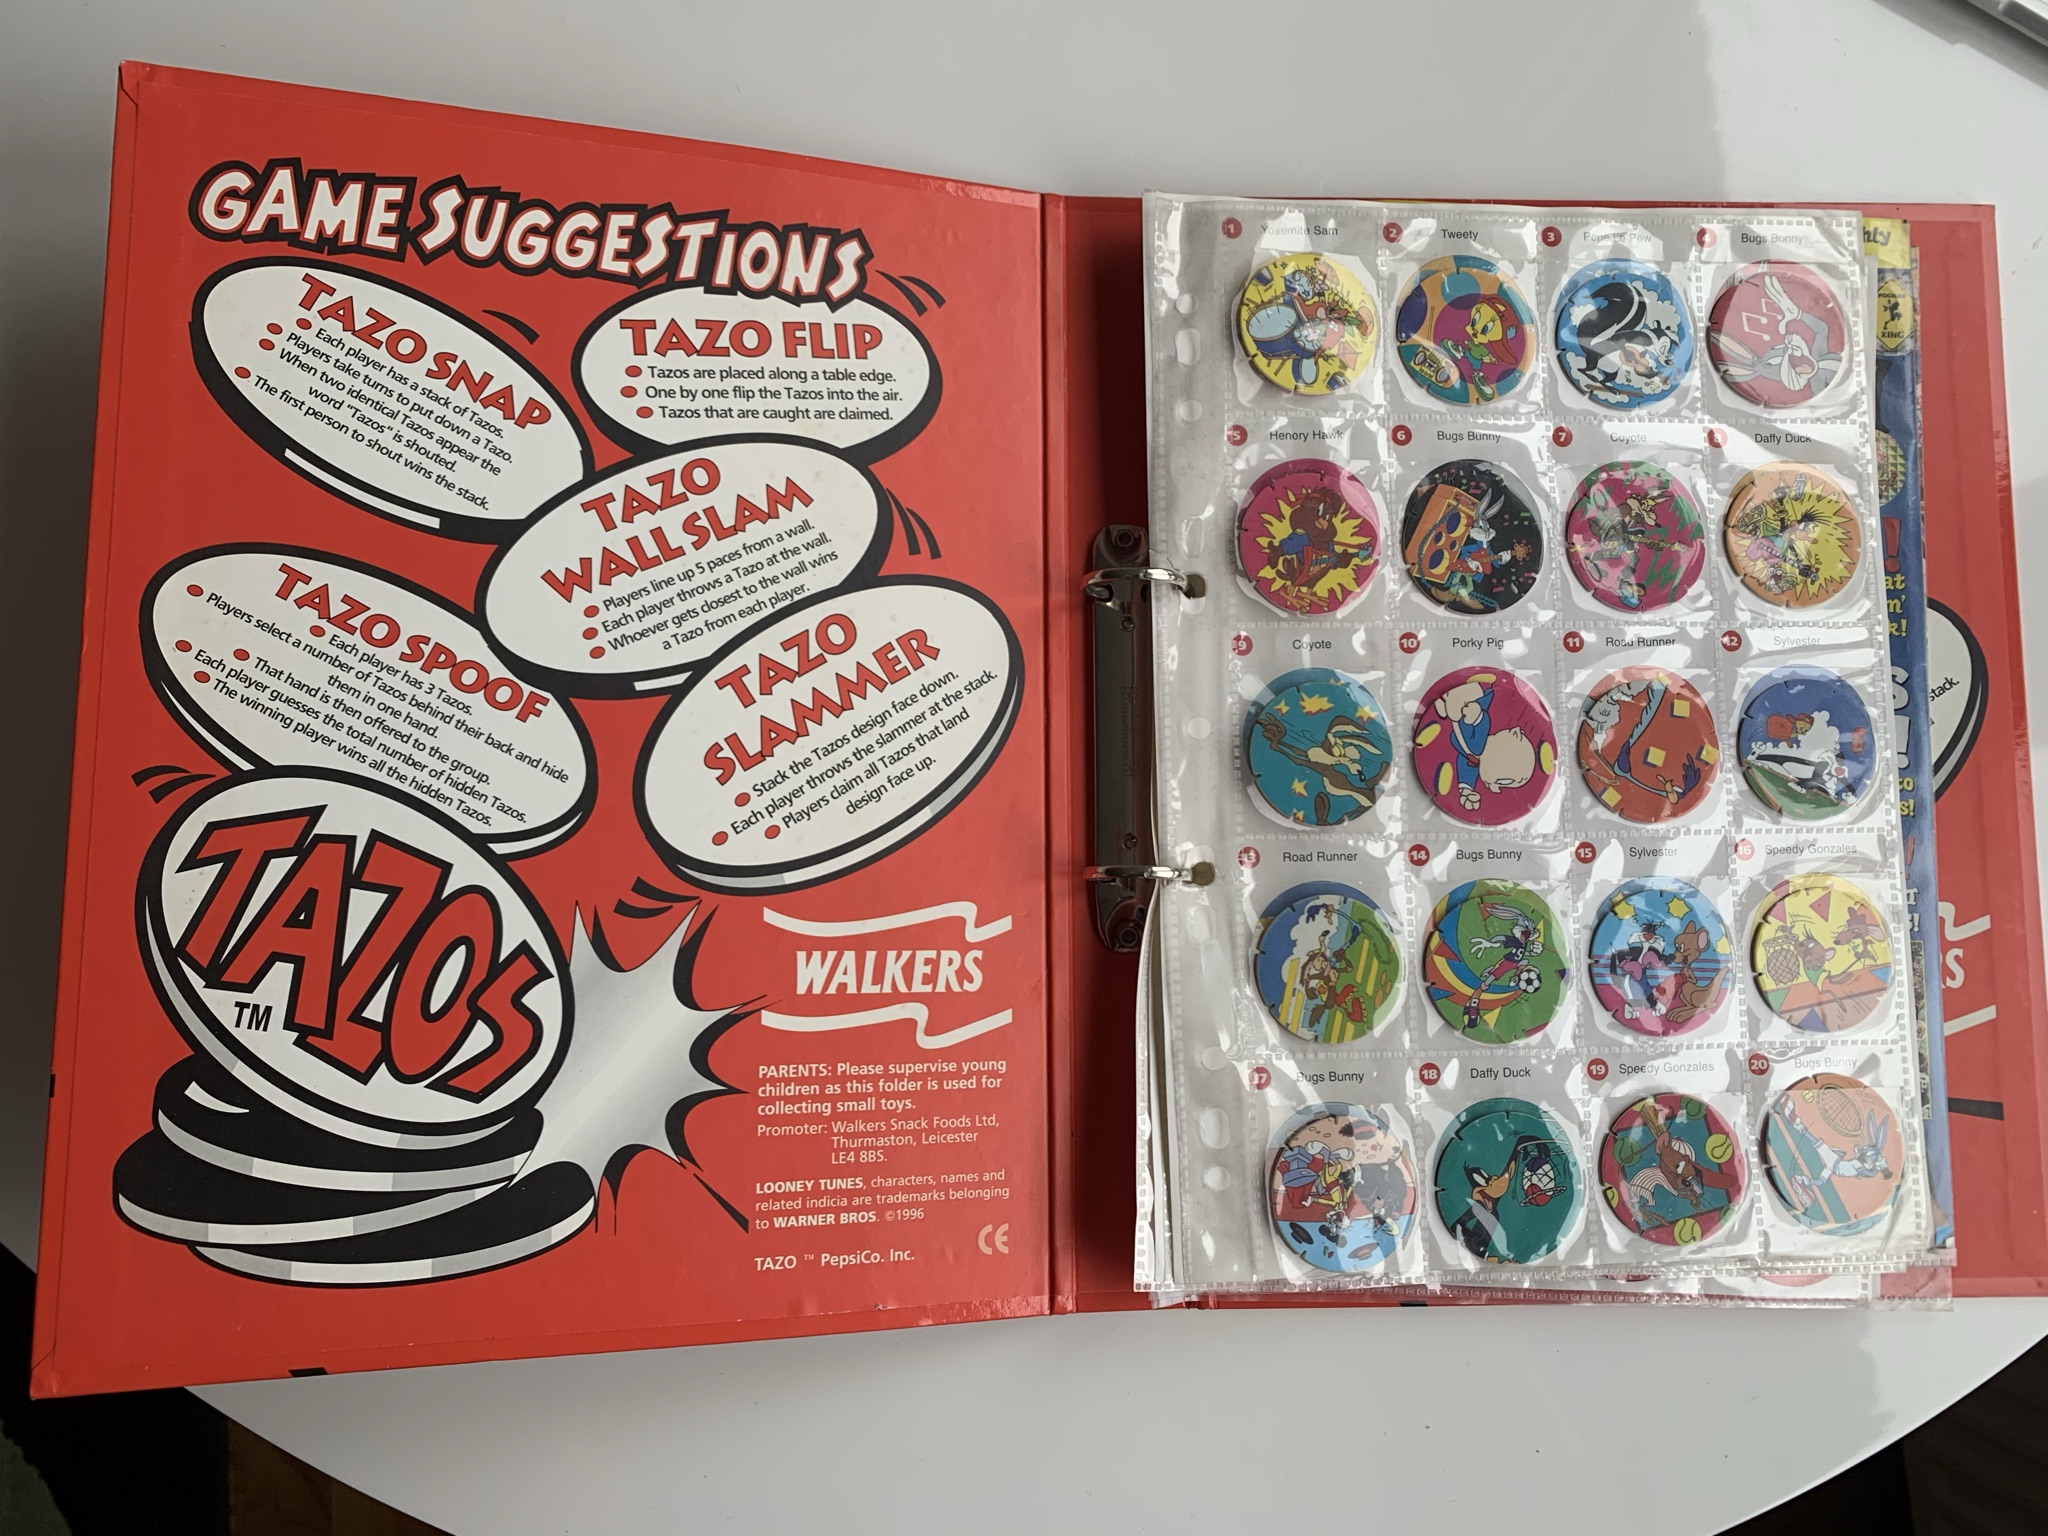 GAME SUGGESTIONS
TAZO SNAP
Each player has a stack of Tazos.
Players take turns to put down a Tazo.
When two identical Tazos appear the
word "Tazos" is shouted.
The first person to shout wins the stack.
TAZO FLIP
Tazos are placed along a table edge.
One by one flip the Tazos into the air.
Tazos that are caught are claimed.
TAZO
WALL SLAM
Players line up 5 paces from a wall.
Each player throws a Tazo at the wall.
Whoever gets closest to the wall wins
a Tazo from each player.
TAZO SPOOF
Each player has 3 Tazos.
Players select a number of Tazos behind their back and hide
them in one hand.
That hand is then offered to the group.
Each player guesses the total number of hidden Tazos.
The winning player wins all the hidden Tazos.
TAZO
SLAMMER
Stack the Tazos design face down.
Each player throws the slammer at the stack.
Players claim all Tazos that land
design face up.
TAZOS
TM
WALKERS
PARENTS: Please supervise young
children as this folder is used for
collecting small toys.
Promoter: Walkers Snack Foods Ltd,
Thurmaston, Leicester
LE4 8BS.
LOONEY TUNES, characters, names and
related indicia are trademarks belonging
to WARNER BROS. ©1996
TAZO ™ PepsiCo. Inc.
CE
1 Yosemite Sam
2 Tweety
3 Pepe Le Pew
4 Bugs Bunny
5 Henery Hawk
6 Bugs Bunny
7 Coyote
8 Daffy Duck
9 Coyote
10 Porky Pig
11 Road Runner
12 Sylvester
13 Road Runner
14 Bugs Bunny
15 Sylvester
16 Speedy Gonzales
17 Bugs Bunny
18 Daffy Duck
19 Speedy Gonzales
20 Bugs Bunny
stack.